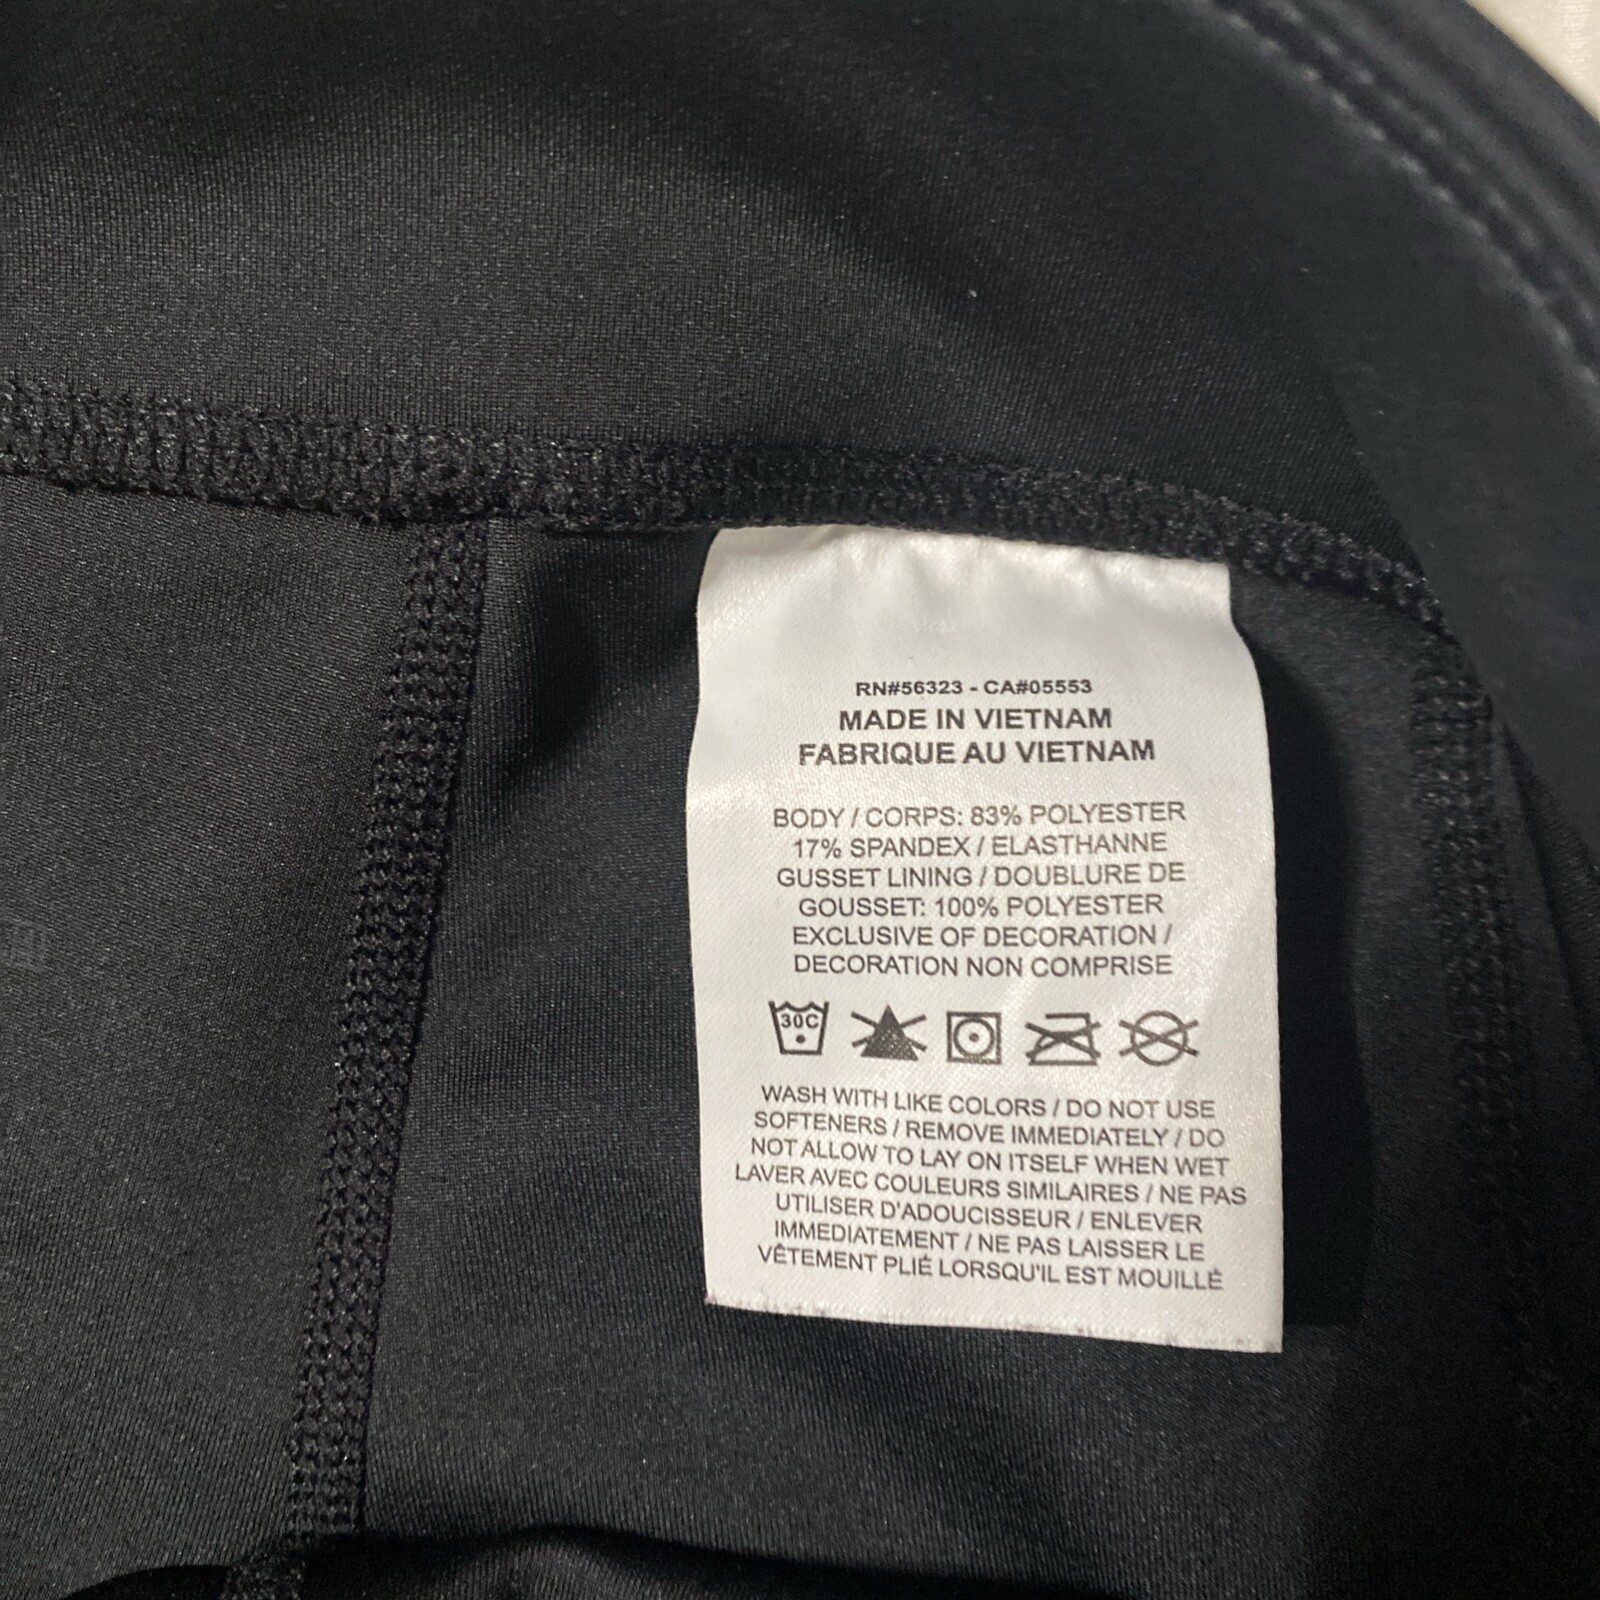 RN#56323 - CA#05553
MADE IN VIETNAM
FABRIQUE AU VIETNAM
BODY / CORPS: 83% POLYESTER
17% SPANDEX / ELASTHANNE
GUSSET LINING / DOUBLURE DE
GOUSSET: 100% POLYESTER
EXCLUSIVE OF DECORATION /
DECORATION NON COMPRISE
30C
WASH WITH LIKE COLORS / DO NOT USE
SOFTENERS / REMOVE IMMEDIATELY / DO
NOT ALLOW TO LAY ON ITSELF WHEN WET
LAVER AVEC COULEURS SIMILAIRES / NE PAS
UTILISER D'ADOUCISSEUR / ENLEVER
IMMEDIATEMENT / NE PAS LAISSER LE
VÊTEMENT PLIÉ LORSQU'IL EST MOUILLÉ